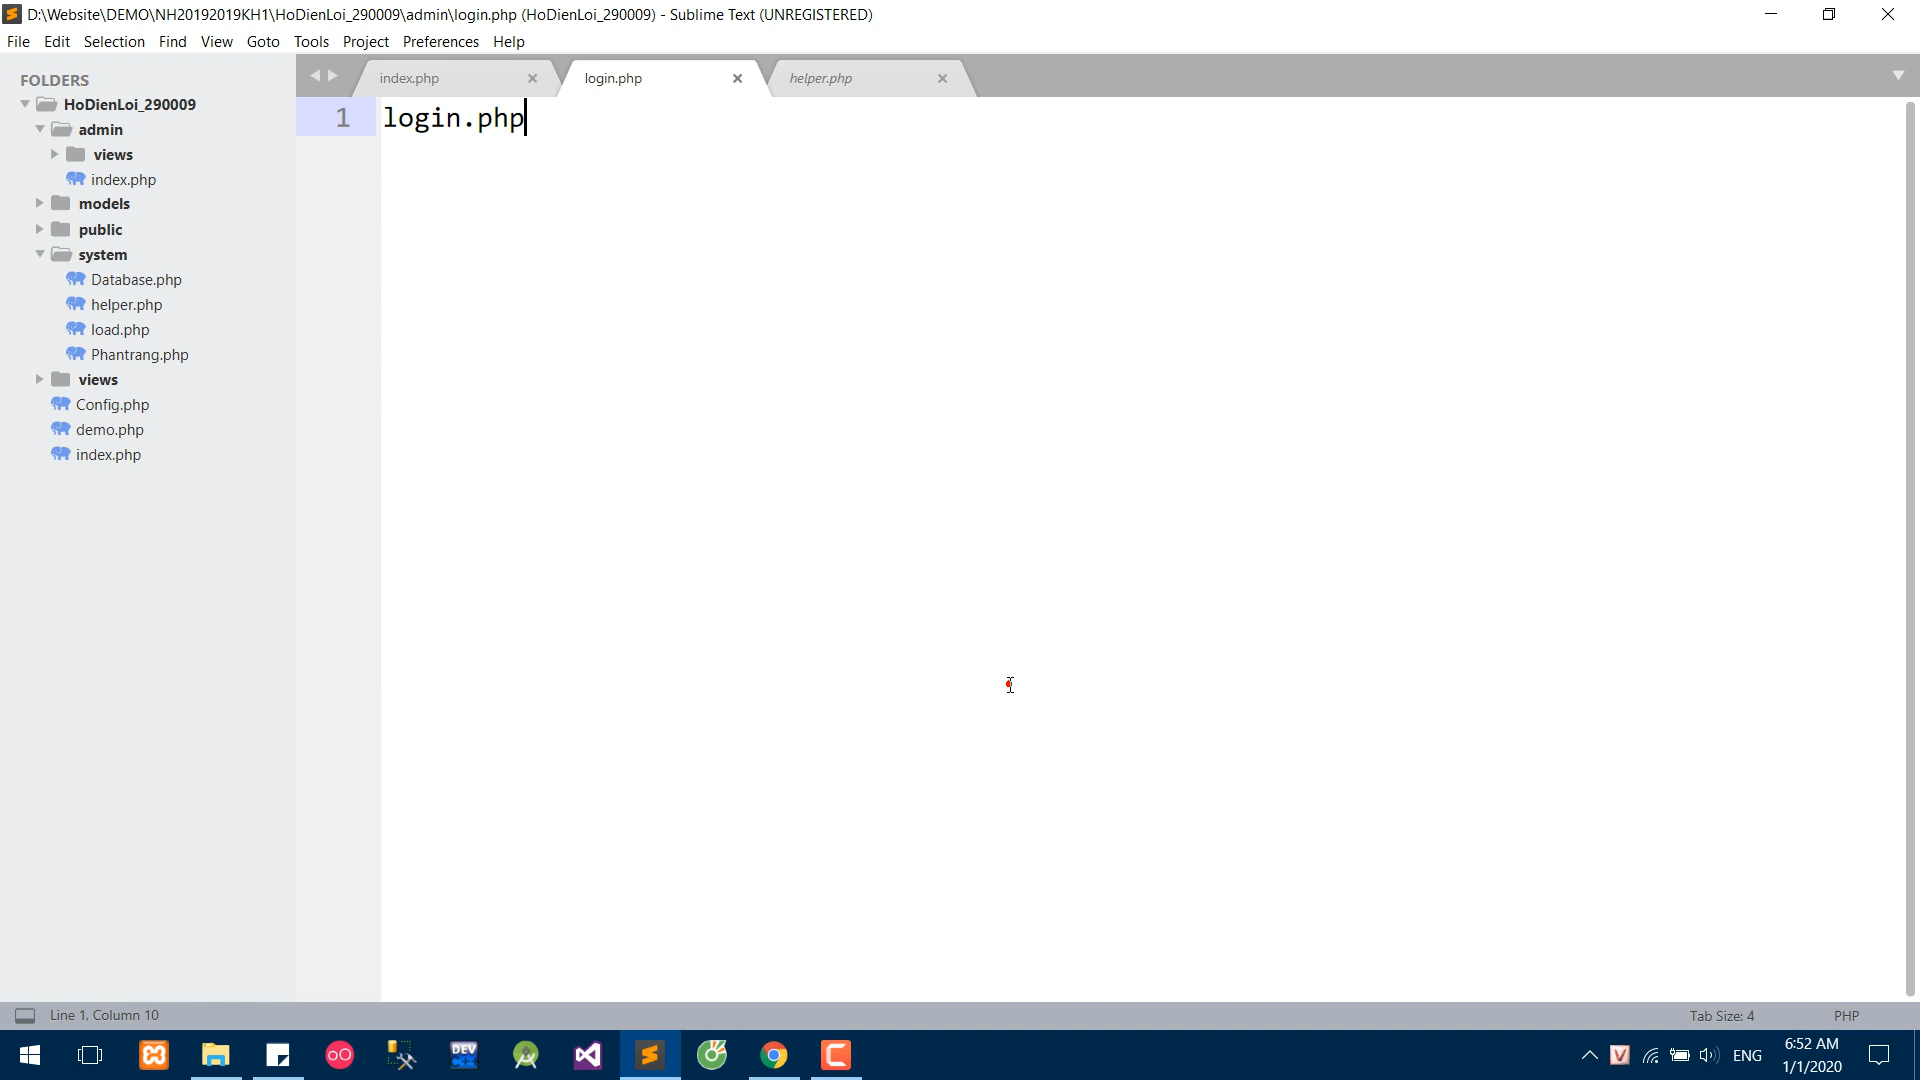 D:\Website\DEMO\NH20192019KH1\HoDienLoi_290009\admin\login.php (HoDienLoi_290009) - Sublime Text (UNREGISTERED)
File Edit Selection Find View Goto Tools Project Preferences Help
FOLDERS
HoDienLoi_290009
admin
views
index.php
models
public
system
Database.php
helper.php
load.php
Phantrang.php
views
Config.php
demo.php
index.php
index.php login.php helper.php
1 login.php
Line 1, Column 10 Tab Size: 4 PHP
DEV
ENG
6:52 AM
1/1/2020